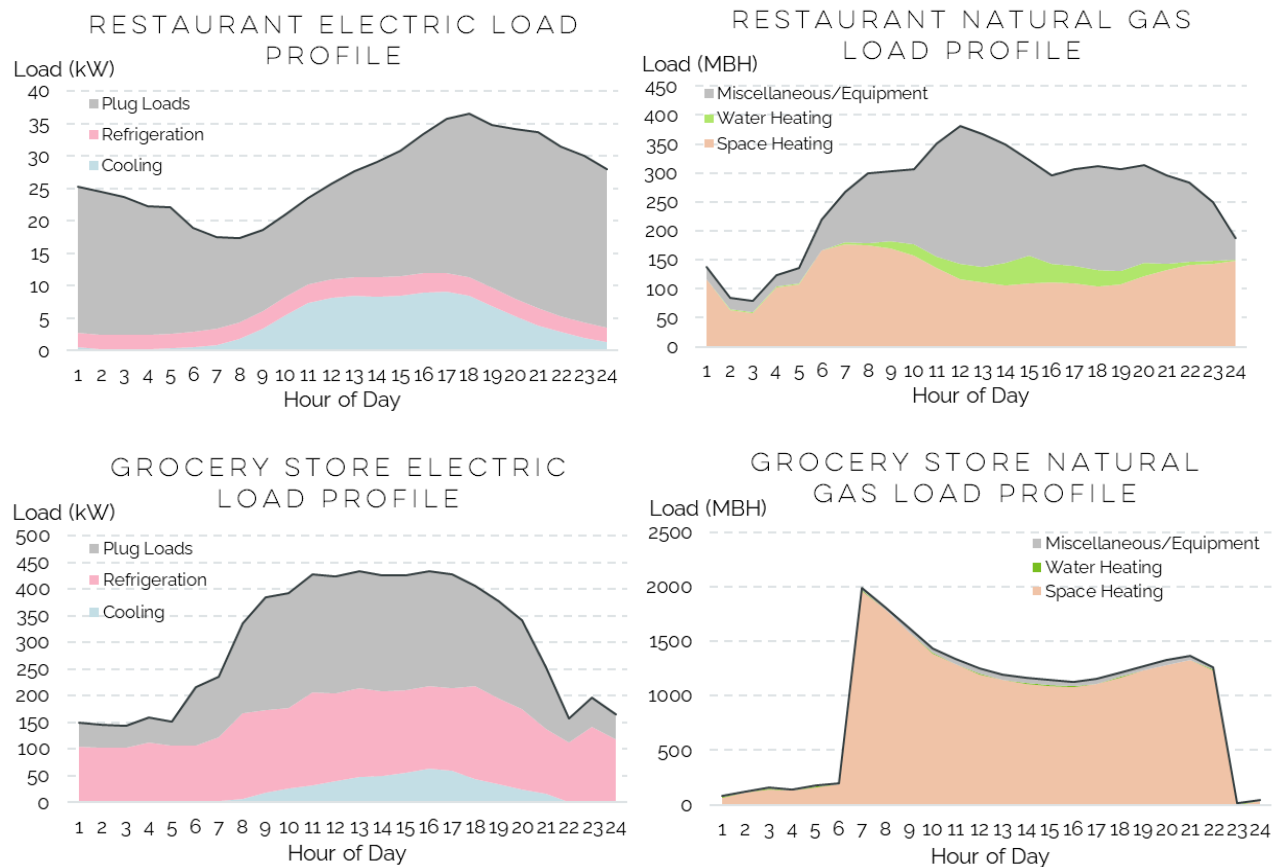 RESTAURANT ELECTRIC LOAD
PROFILE
Load (kW)
40
35
30
25
20
15
10
5
0
Plug Loads
Refrigeration
Cooling
1 2 3 4 5 6 7 8 9 10 11 12 13 14 15 16 17 18 19 20 21 22 23 24
Hour of Day
RESTAURANT NATURAL GAS
LOAD PROFILE
Load (MBH)
450
400
350
300
250
200
150
100
50
0
Miscellaneous/Equipment
Water Heating
Space Heating
1 2 3 4 5 6 7 8 9 10 11 12 13 14 15 16 17 18 19 20 21 22 23 24
Hour of Day
GROCERY STORE ELECTRIC
LOAD PROFILE
Load (kW)
500
450
400
350
300
250
200
150
100
50
0
Plug Loads
Refrigeration
Cooling
1 2 3 4 5 6 7 8 9 10 11 12 13 14 15 16 17 18 19 20 21 22 23 24
Hour of Day
GROCERY STORE NATURAL
GAS LOAD PROFILE
Load (MBH)
2500
2000
1500
1000
500
0
Miscellaneous/Equipment
Water Heating
Space Heating
1 2 3 4 5 6 7 8 9 10 11 12 13 14 15 16 17 18 19 20 21 22 23 24
Hour of Day